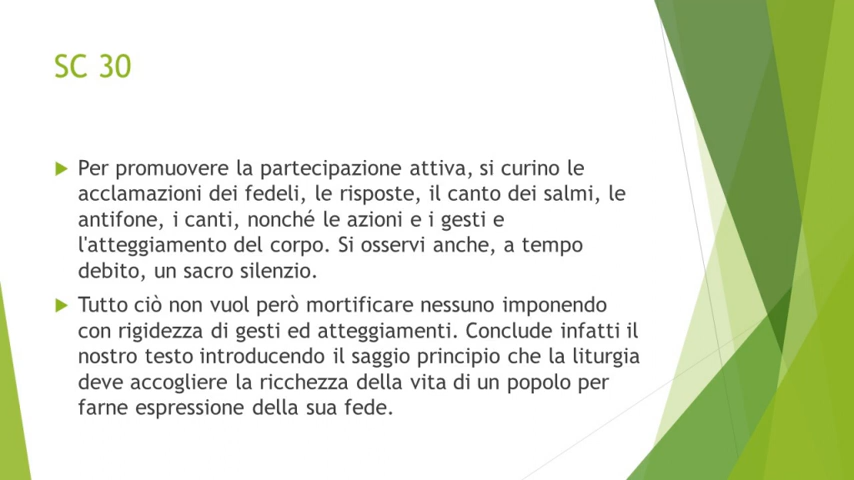 SC 30
Per promuovere la partecipazione attiva, si curino le
acclamazioni dei fedeli, le risposte, il canto dei salmi, le
antifone, i canti, nonché le azioni e i gesti e
l'atteggiamento del corpo. Si osservi anche, a tempo
debito, un sacro silenzio.
Tutto ciò non vuol però mortificare nessuno imponendo
con rigidezza di gesti ed atteggiamenti. Conclude infatti il
nostro testo introducendo il saggio principio che la liturgia
deve accogliere la ricchezza della vita di un popolo per
farne espressione della sua fede.